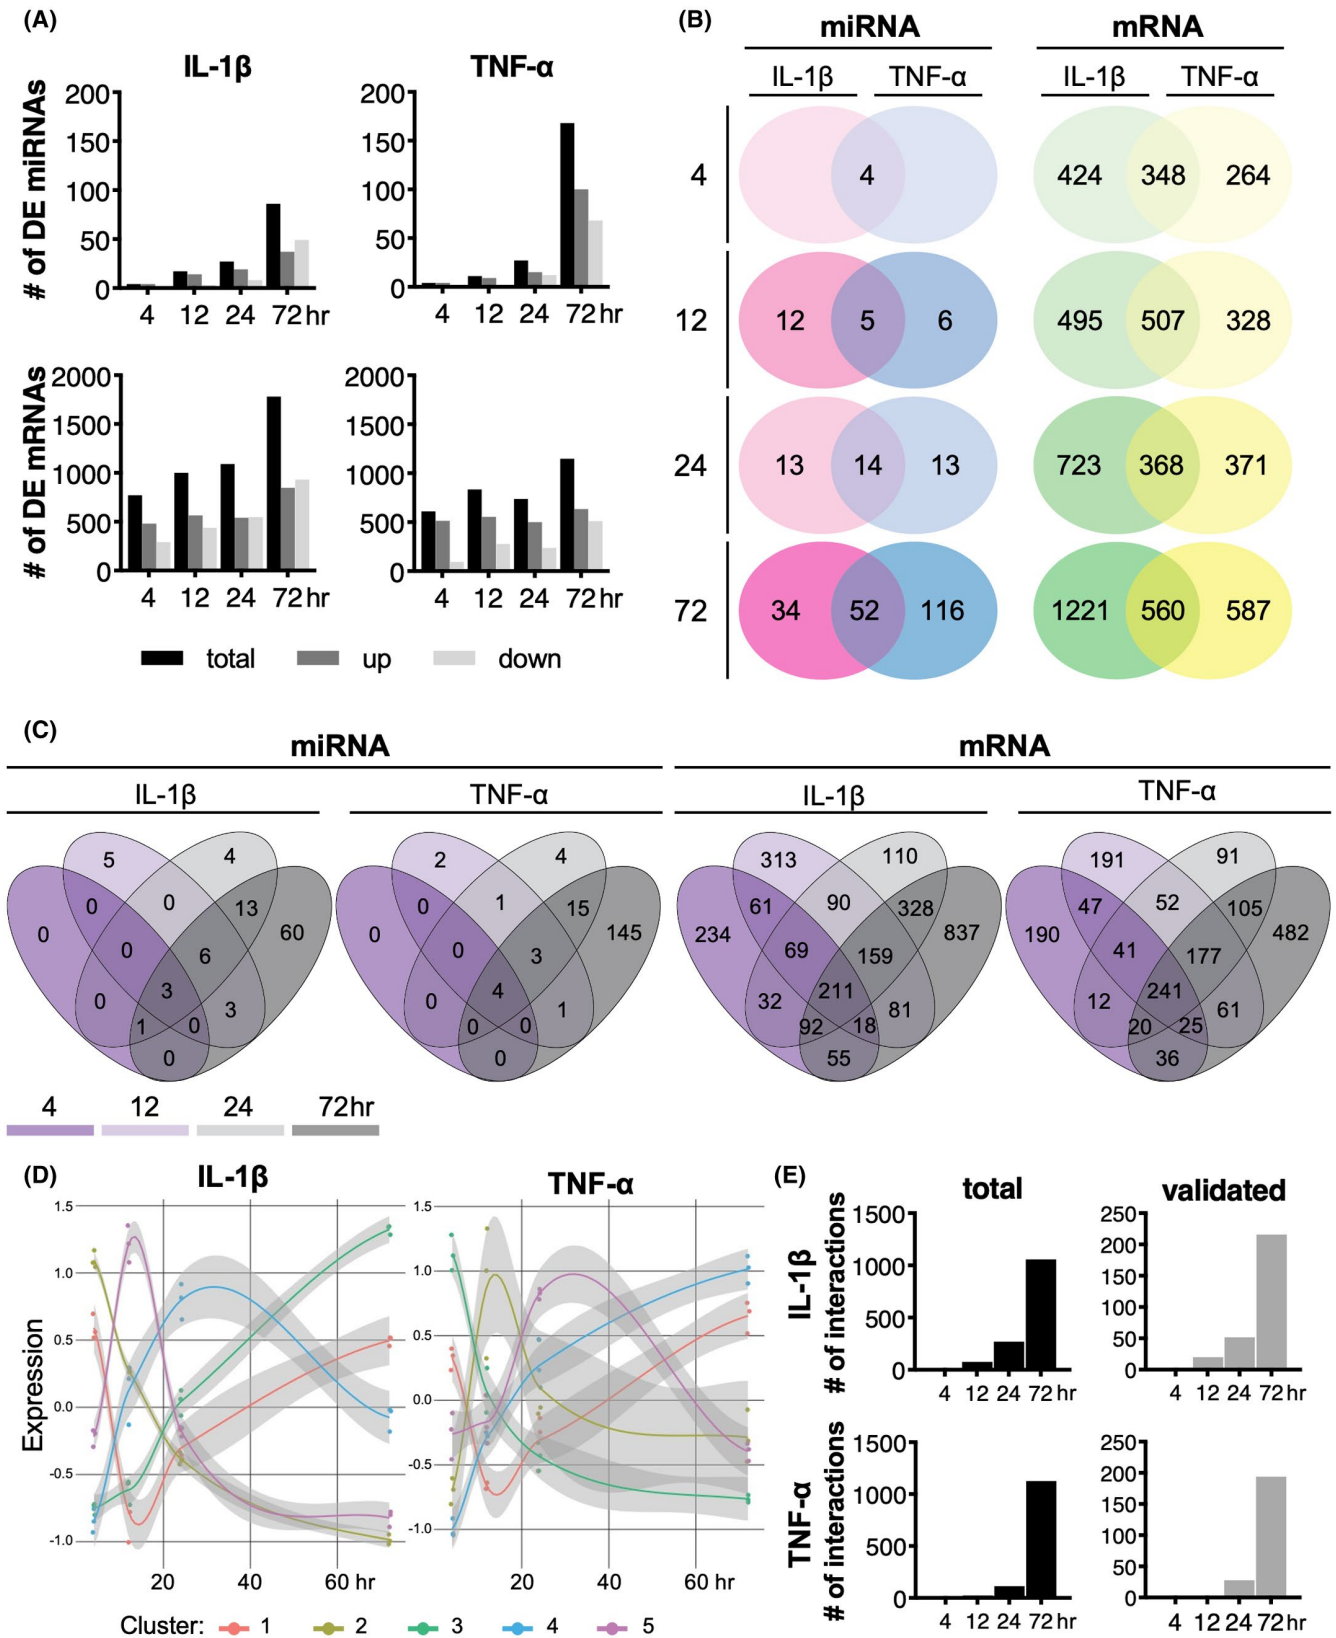 (A)
IL-1β
TNF-α
# of DE miRNAs
200
150
100
50
0
4 12 24 72 hr
200
150
100
50
0
4 12 24 72 hr
# of DE mRNAs
2000
1500
1000
500
0
4 12 24 72 hr
2000
1500
1000
500
0
4 12 24 72 hr
total up down
(B)
miRNA mRNA
IL-1β TNF-α IL-1β TNF-α
4 4 424 348 264
12 12 5 6 495 507 328
24 13 14 13 723 368 371
72 34 52 116 1221 560 587
(C)
miRNA mRNA
IL-1β TNF-α IL-1β TNF-α
5 4
0 0 13
0 0 6 60
0 3 3
1 0
0
2 4
0 1 15
0 0 3 145
0 4 1
0 0
0
313 110
61 90 328
234 69 159 837
32 211 81
92 18
55
191 91
47 52 105
190 41 177 482
12 241 61
20 25
36
4 12 24 72hr
(D)
IL-1β
TNF-α
Expression
1.5
1.0
0.5
0.0
-0.5
-1.0
20 40 60 hr
1.5
1.0
0.5
0.0
-0.5
-1.0
20 40 60 hr
Cluster: 1 2 3 4 5
(E)
total validated
IL-1β
# of interactions
1500
1000
500
0
4 12 24 72 hr
250
200
150
100
50
0
4 12 24 72 hr
TNF-α
# of interactions
1500
1000
500
0
4 12 24 72 hr
250
200
150
100
50
0
4 12 24 72 hr